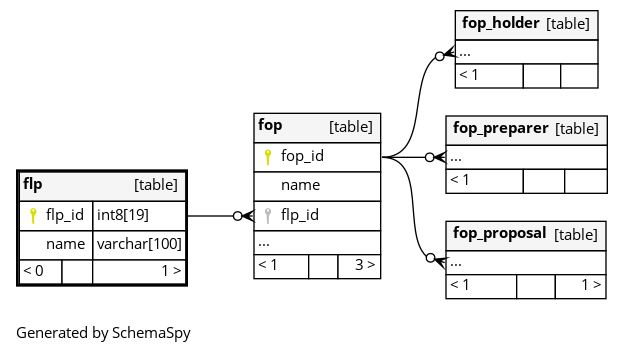 flp [table]
flp_id int8[19]
name varchar[100]
< 0 1 >
fop [table]
fop_id
name
flp_id
...
< 1 3 >
fop_holder [table]
...
< 1
fop_preparer [table]
...
< 1
fop_proposal [table]
...
< 1 1 >
Generated by SchemaSpy